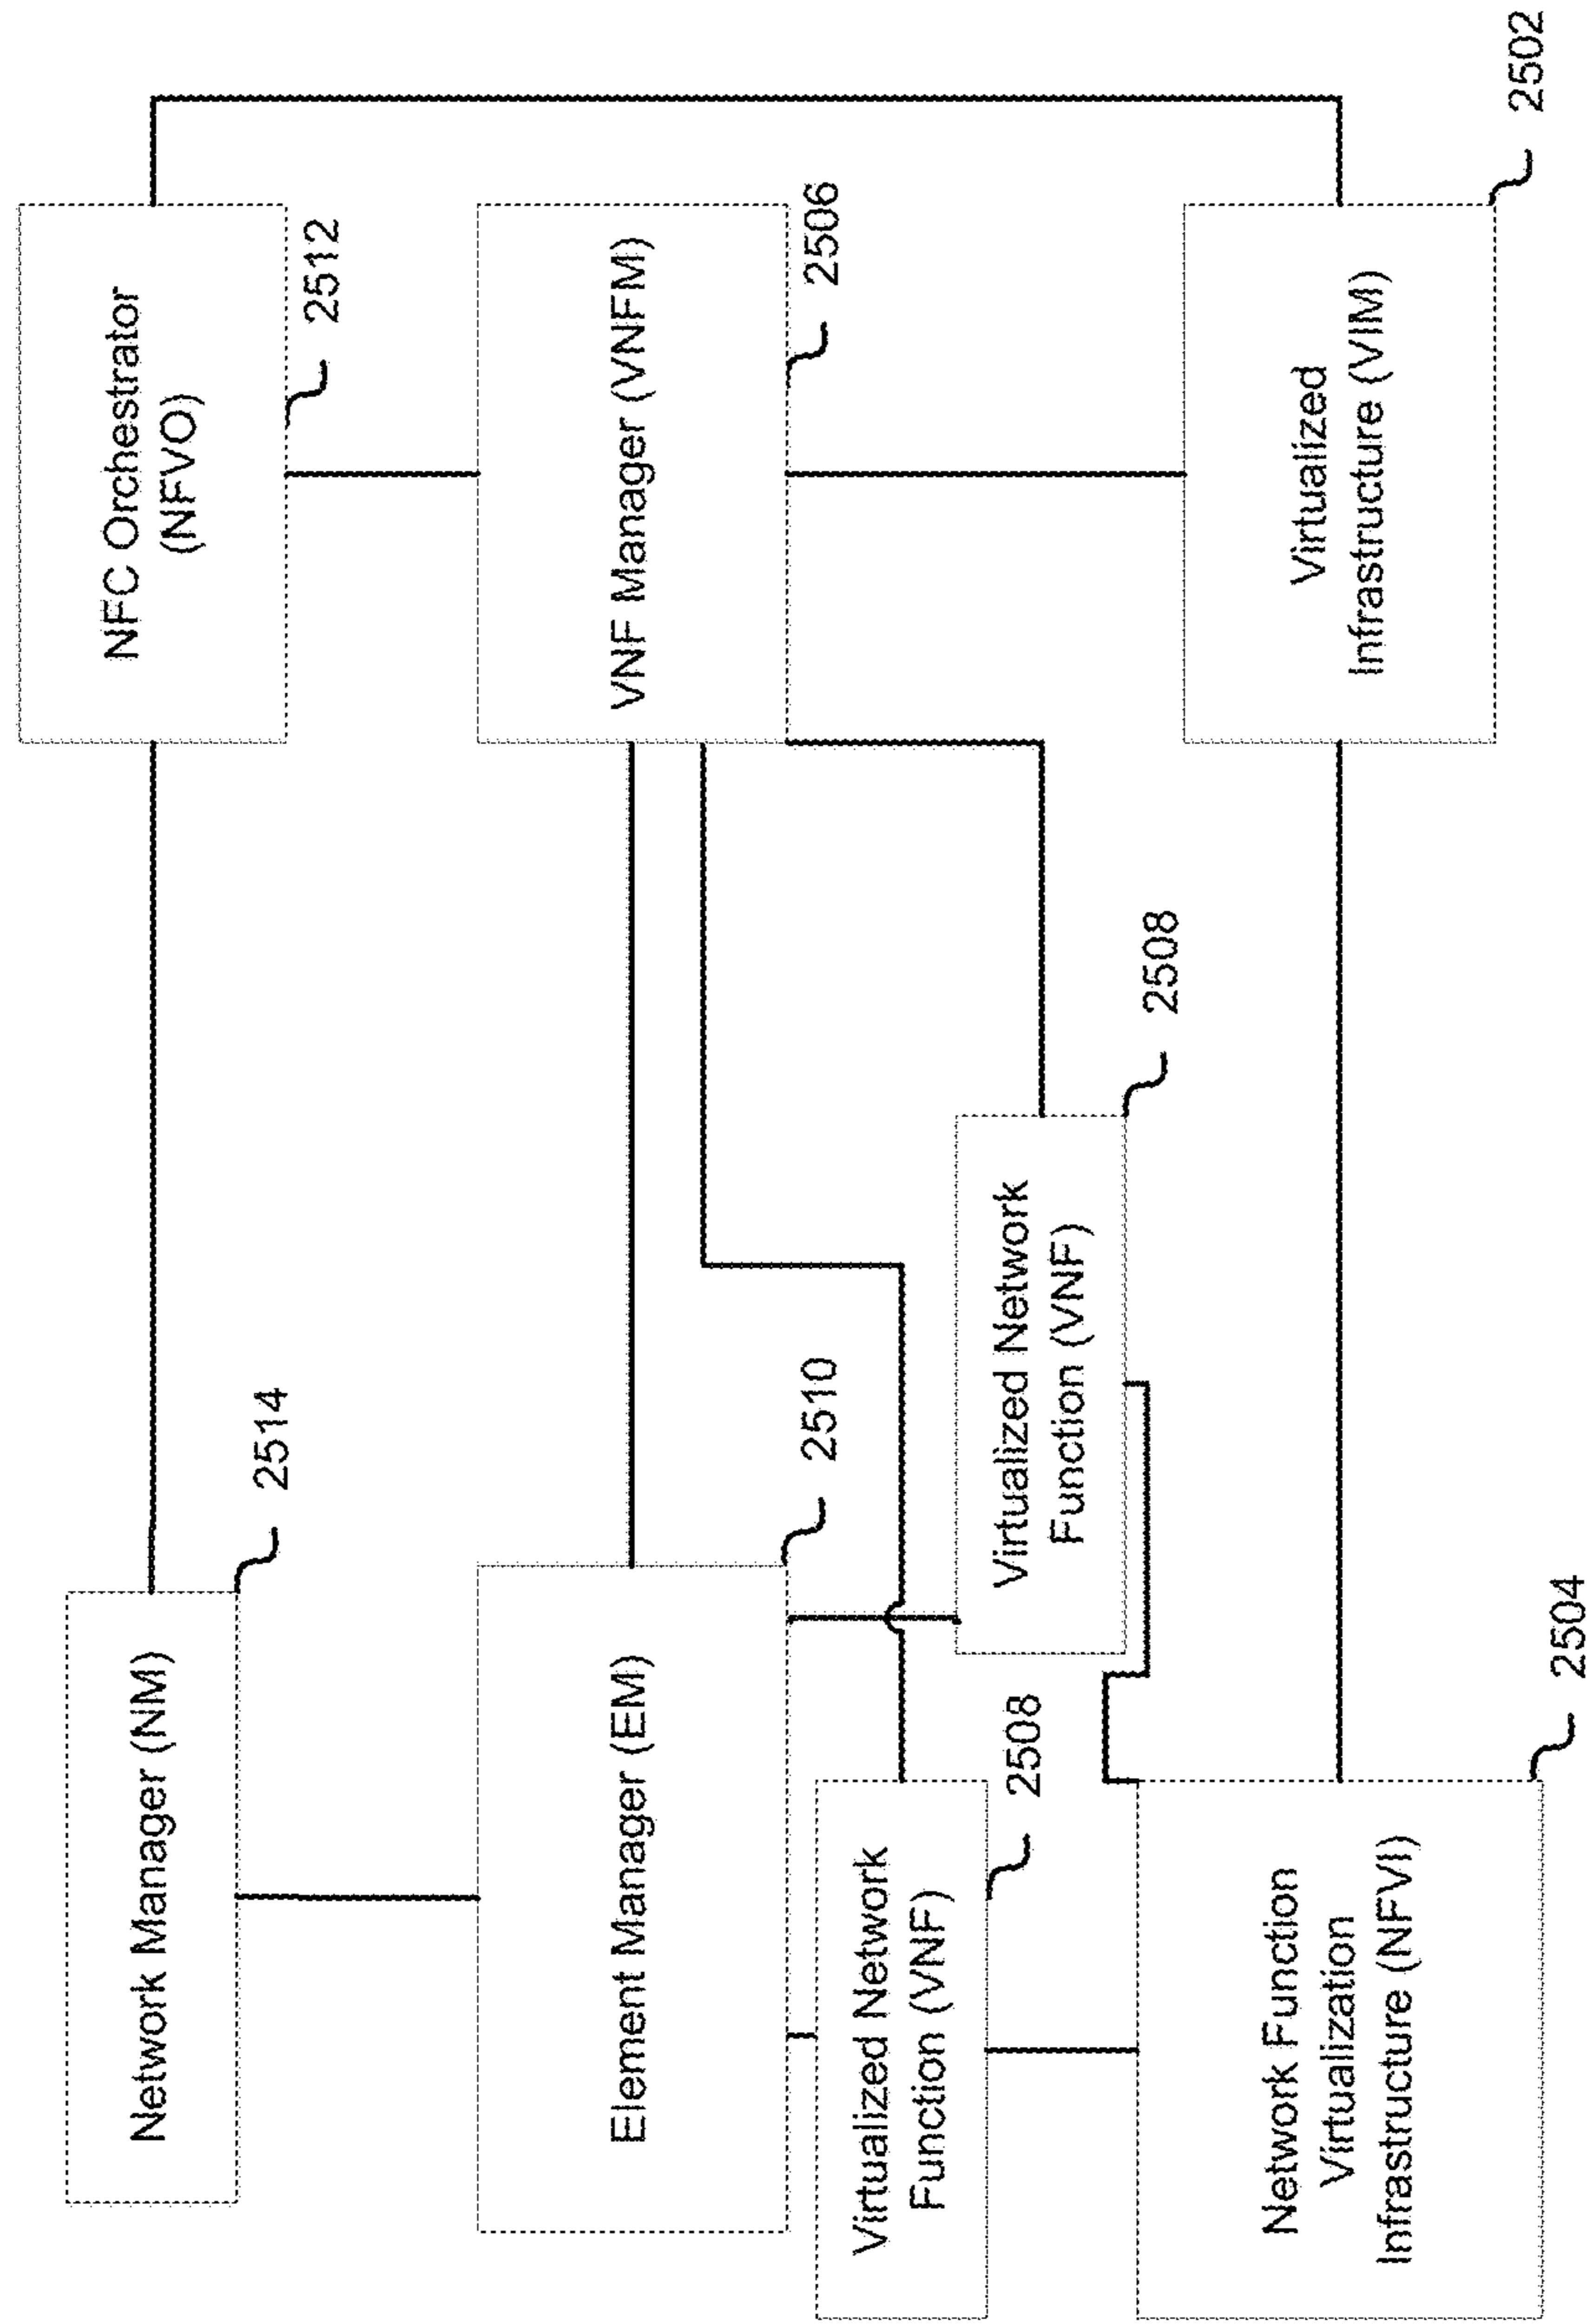 Network Manager (NM)
2514
NFC Orchestrator
(NFVO)
2512
Element Manager (EM)
2510
VNF Manager (VNFM)
2506
Virtualized Network
Function (VNF)
2508
Virtualized Network
Function (VNF)
2508
Network Function
Virtualization
Infrastructure (NFVI)
2504
Virtualized
Infrastructure (VIM)
2502